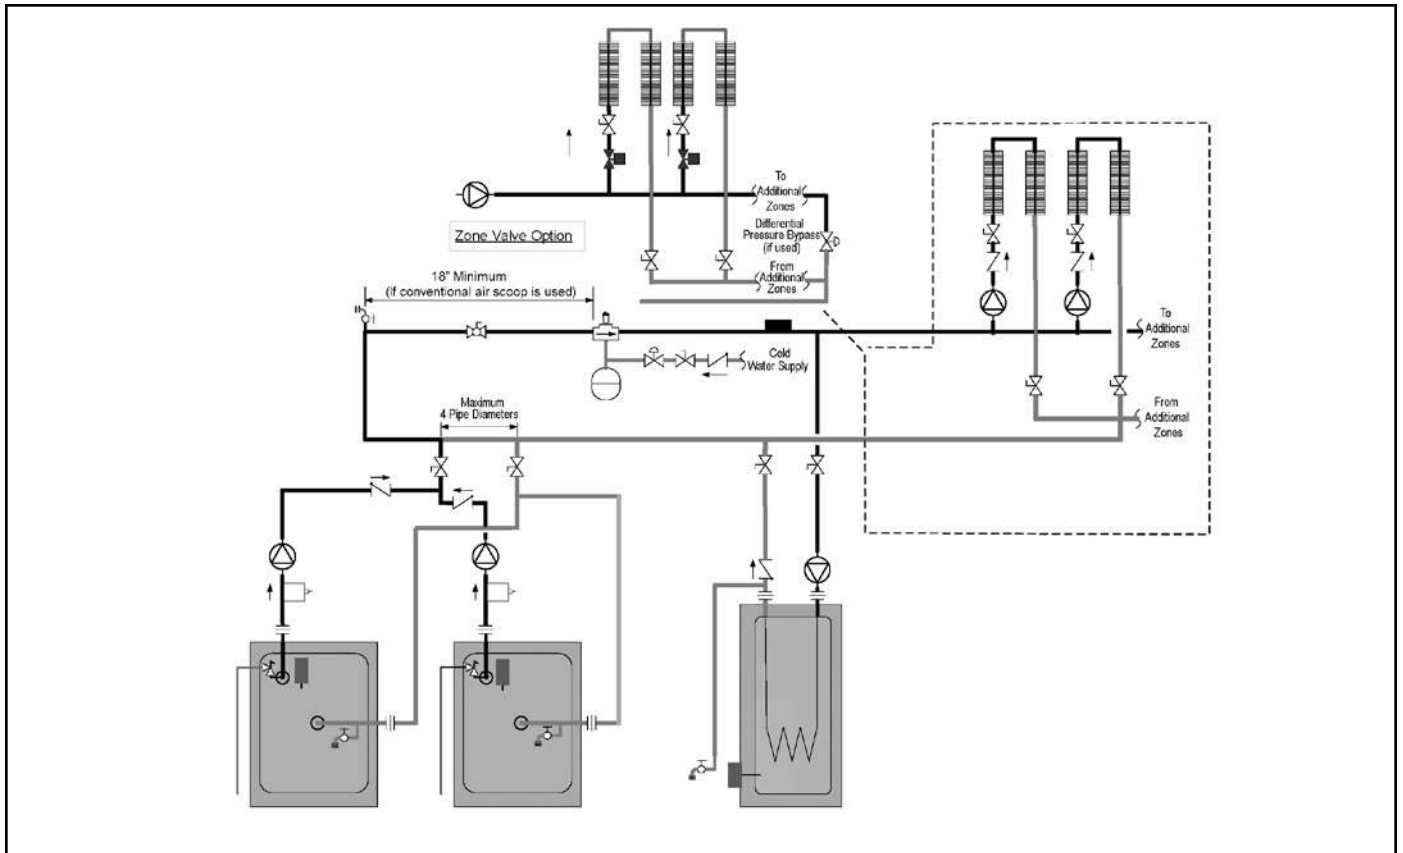 To
Additional
Zones
Differential
Pressure Bypass
(if used)
From
Additional
Zones
Zone Valve Option
18" Minimum
(if conventional air scoop is used)
Cold
Water Supply
To
Additional
Zones
Maximum
4 Pipe Diameters
From
Additional
Zones